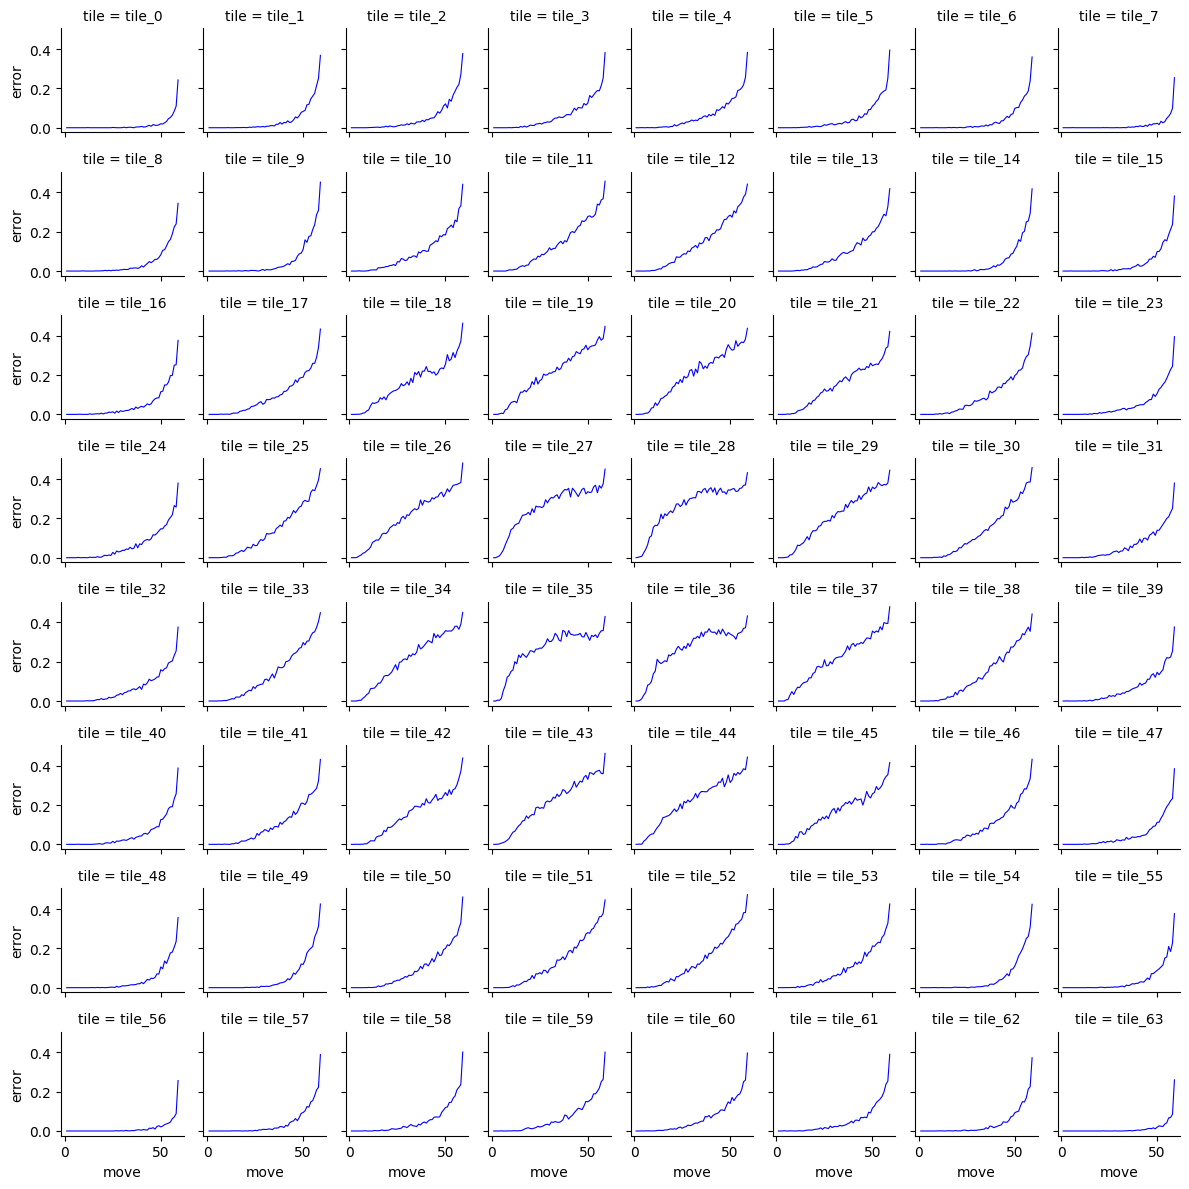 tile = tile_0 tile = tile_1 tile = tile_2 tile = tile_3 tile = tile_4 tile = tile_5 tile = tile_6 tile = tile_7
0.4
error
0.2
0.0
tile = tile_8 tile = tile_9 tile = tile_10 tile = tile_11 tile = tile_12 tile = tile_13 tile = tile_14 tile = tile_15
0.4
error
0.2
0.0
tile = tile_16 tile = tile_17 tile = tile_18 tile = tile_19 tile = tile_20 tile = tile_21 tile = tile_22 tile = tile_23
0.4
error
0.2
0.0
tile = tile_24 tile = tile_25 tile = tile_26 tile = tile_27 tile = tile_28 tile = tile_29 tile = tile_30 tile = tile_31
0.4
error
0.2
0.0
tile = tile_32 tile = tile_33 tile = tile_34 tile = tile_35 tile = tile_36 tile = tile_37 tile = tile_38 tile = tile_39
0.4
error
0.2
0.0
tile = tile_40 tile = tile_41 tile = tile_42 tile = tile_43 tile = tile_44 tile = tile_45 tile = tile_46 tile = tile_47
0.4
error
0.2
0.0
tile = tile_48 tile = tile_49 tile = tile_50 tile = tile_51 tile = tile_52 tile = tile_53 tile = tile_54 tile = tile_55
0.4
error
0.2
0.0
tile = tile_56 tile = tile_57 tile = tile_58 tile = tile_59 tile = tile_60 tile = tile_61 tile = tile_62 tile = tile_63
0.4
error
0.2
0.0
0 50 0 50 0 50 0 50 0 50 0 50 0 50 0 50
move move move move move move move move